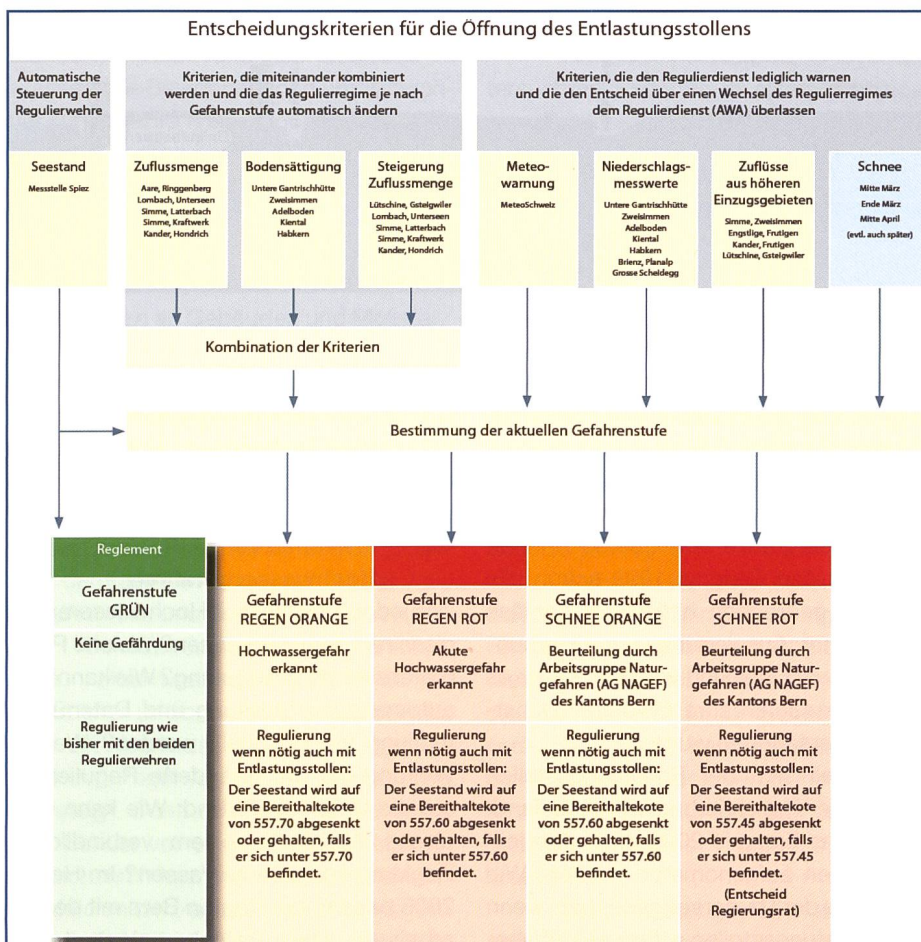 Entscheidungskriterien für die Öffnung des Entlastungsstollens
Automatische
Steuerung der
Regulierwehre
Kriterien, die miteinander kombiniert
werden und die das Regulierregime je nach
Gefahrenstufe automatisch ändern
Kriterien, die den Regulierdienst lediglich warnen
und die den Entscheid über einen Wechsel des Regulierregimes
dem Regulierdienst (AWA) überlassen
Seestand
Messstelle Spiez
Zuflussmenge
Aare, Ringgenberg
Lombach, Unterseen
Simme, Latterbach
Simme, Kraftwerk
Kander, Hondrich
Bodensättigung
Untere Gantrischhütte
Zweisimmen
Adelboden
Kiental
Habkern
Steigerung
Zuflussmenge
Lütschine, Gsteigwiler
Lombach, Unterseen
Simme, Latterbach
Simme, Kraftwerk
Kander, Hondrich
Meteo-
warnung
MeteoSchweiz
Niederschlags-
messwerte
Untere Gantrischhütte
Zweisimmen
Adelboden
Kiental
Habkern
Brienz, Planalp
Grosse Scheidegg
Zuflüsse
aus höheren
Einzugsgebieten
Simme, Zweisimmen
Engstlige, Frutigen
Kander, Frutigen
Lütschine, Gsteigwiler
Schnee
Mitte März
Ende März
Mitte April
(evtl. auch später)
Kombination der Kriterien
Bestimmung der aktuellen Gefahrenstufe
Reglement
Gefahrenstufe
GRÜN
Keine Gefährdung
Regulierung wie
bisher mit den beiden
Regulierwehren
Gefahrenstufe
REGEN ORANGE
Hochwassergefahr
erkannt
Regulierung
wenn nötig auch mit
Entlastungsstollen:
Der Seestand wird auf
eine Bereithaltekote
von 557.70 abgesenkt
oder gehalten, falls
er sich unter 557.70
befindet.
Gefahrenstufe
REGEN ROT
Akute
Hochwassergefahr
erkannt
Regulierung
wenn nötig auch mit
Entlastungsstollen:
Der Seestand wird auf
eine Bereithaltekote
von 557.60 abgesenkt
oder gehalten, falls
er sich unter 557.60
befindet.
Gefahrenstufe
SCHNEE ORANGE
Beurteilung durch
Arbeitsgruppe Natur-
gefahren (AG NAGEF)
des Kantons Bern
Regulierung
wenn nötig auch mit
Entlastungsstollen:
Der Seestand wird auf
eine Bereithaltekote
von 557.60 abgesenkt
oder gehalten, falls
er sich unter 557.60
befindet.
Gefahrenstufe
SCHNEE ROT
Beurteilung durch
Arbeitsgruppe Natur-
gefahren (AG NAGEF)
des Kantons Bern
Regulierung
wenn nötig auch mit
Entlastungsstollen:
Der Seestand wird auf
eine Bereithaltekote
von 557.45 abgesenkt
oder gehalten, falls
er sich unter 557.45
befindet.
(Entscheid
Regierungsrat)